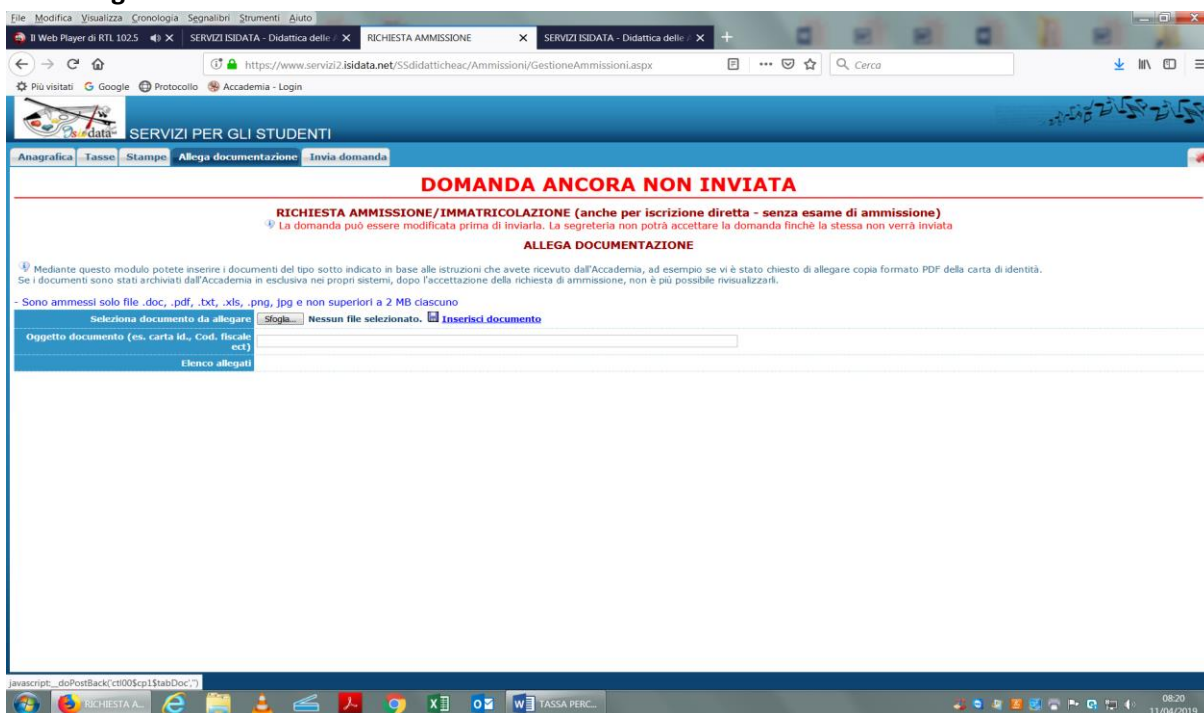 File Modifica Visualizza Cronologia Segnalibri Strumenti Aiuto
Il Web Player di RTL 102.5
SERVIZI ISIDATA - Didattica delle
RICHIESTA AMMISSIONE
SERVIZI ISIDATA - Didattica delle
https://www.servizi2.isidata.net/SSdidatticheac/Ammissioni/GestioneAmmissioni.aspx
Cerca
Più visitati Google Protocollo Accademia - Login
Isidata SERVIZI PER GLI STUDENTI
Anagrafica Tasse Stampe Allega documentazione Invia domanda
DOMANDA ANCORA NON INVIATA
RICHIESTA AMMISSIONE/IMMATRICOLAZIONE (anche per iscrizione diretta - senza esame di ammissione)
La domanda può essere modificata prima di inviarla. La segreteria non potrà accettare la domanda finchè la stessa non verrà inviata
ALLEGA DOCUMENTAZIONE
Mediante questo modulo potete inserire i documenti del tipo sotto indicato in base alle istruzioni che avete ricevuto dall'Accademia, ad esempio se vi è stato chiesto di allegare copia formato PDF della carta di identità.
Se i documenti sono stati archiviati dall'Accademia in esclusiva nei propri sistemi, dopo l'accettazione della richiesta di ammissione, non è più possibile rivisualizzarli.
- Sono ammessi solo file .doc, .pdf, .txt, .xls, .png, jpg e non superiori a 2 MB ciascuno
Seleziona documento da allegare Sfoglia... Nessun file selezionato. Inserisci documento
Oggetto documento (es. carta id., Cod. fiscale
ect)
Elenco allegati
javascript:__doPostBack('ctl00$cp1$tabDoc','')
RICHIESTA A... TASSA PERC...
08:20
11/04/2019